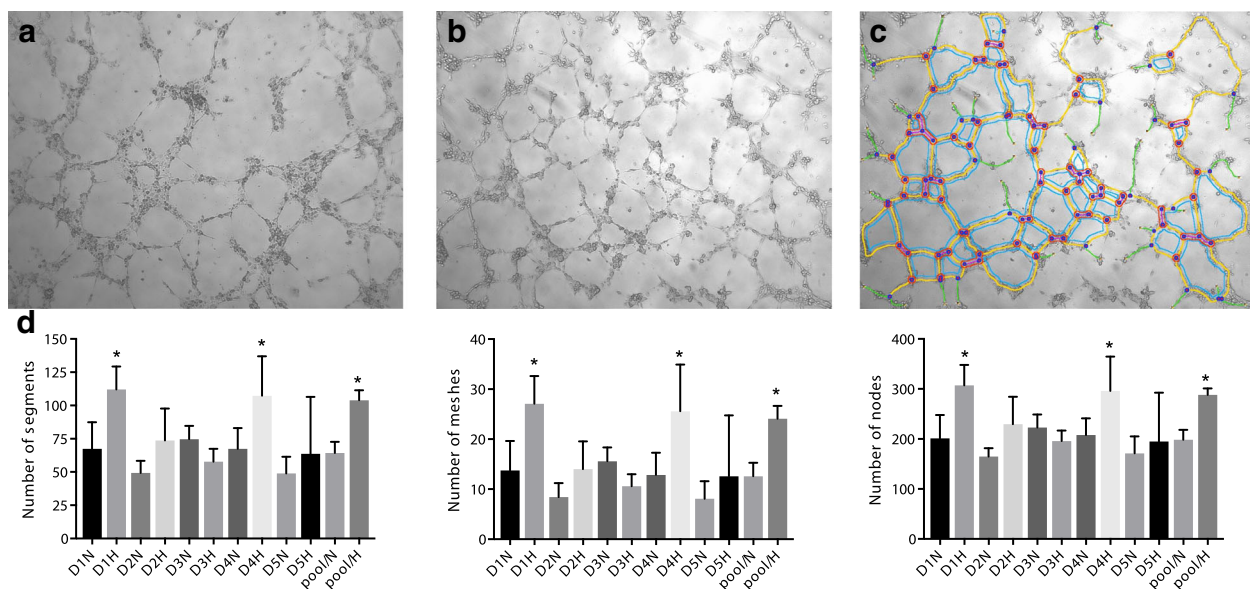 a
b
c
d
Number of segments
150
125
100
75
50
25
0
*
*
*
D1N
D1H
D2N
D2H
D3N
D3H
D4N
D4H
D5N
D5H
pool/N
pool/H
Number of meshes
40
30
20
10
0
*
*
*
D1N
D1H
D2N
D2H
D3N
D3H
D4N
D4H
D5N
D5H
pool/N
pool/H
Number of nodes
400
300
200
100
0
*
*
*
D1N
D1H
D2N
D2H
D3N
D3H
D4N
D4H
D5N
D5H
pool/N
pool/H